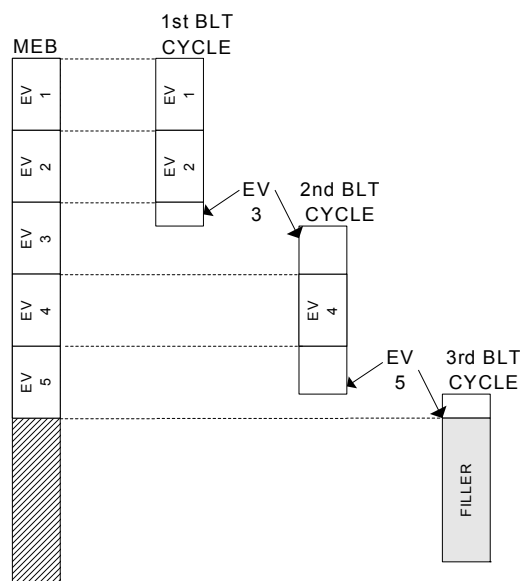 1st BLT
CYCLE
MEB
EV
1
EV
2
EV
3
EV
4
EV
5
EV
1
EV
2
EV
3
2nd BLT
CYCLE
EV
4
EV
5
3rd BLT
CYCLE
FILLER